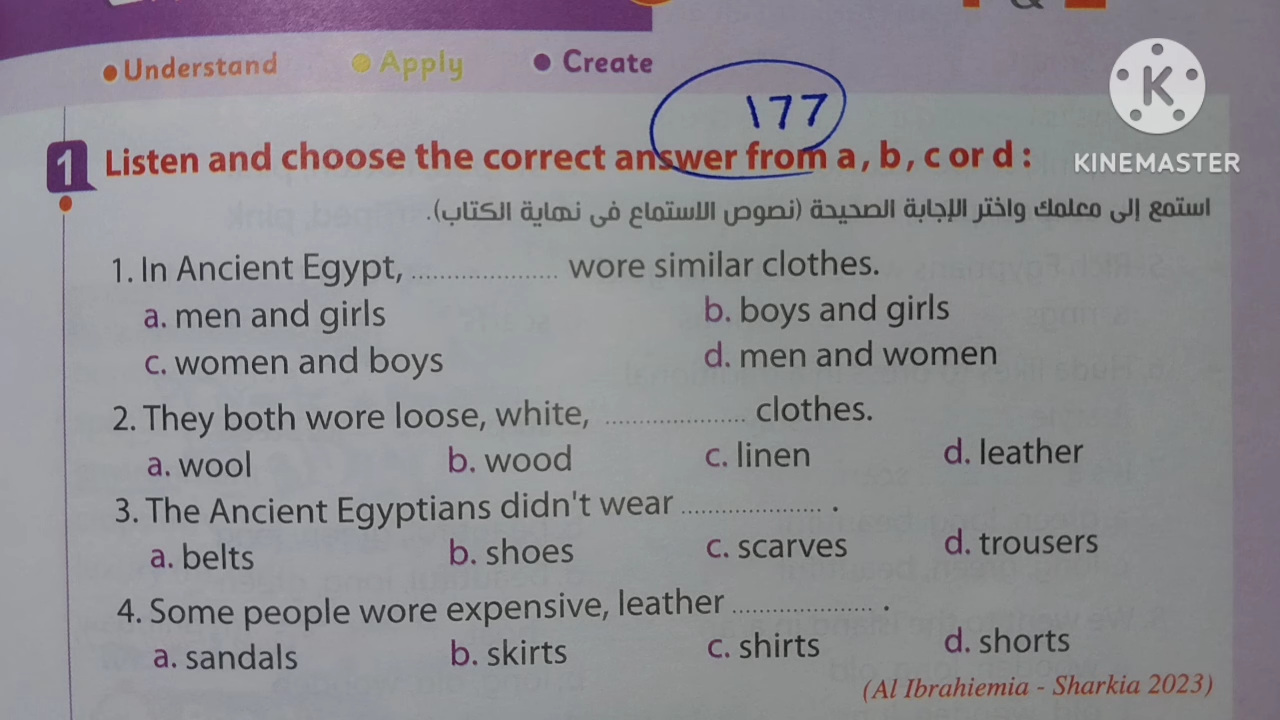 • Understand • Apply • Create
177
K
KINEMASTER
1 Listen and choose the correct answer from a, b, c or d :
استمع إلى معلمك واختر الإجابة الصحيحة (نصوص الاستماع فى نهاية الكتاب).
1. In Ancient Egypt, .................... wore similar clothes.
a. men and girls b. boys and girls
c. women and boys d. men and women
2. They both wore loose, white, .................... clothes.
a. wool b. wood c. linen d. leather
3. The Ancient Egyptians didn't wear .................... .
a. belts b. shoes c. scarves d. trousers
4. Some people wore expensive, leather .................... .
a. sandals b. skirts c. shirts d. shorts
(Al Ibrahiemia - Sharkia 2023)